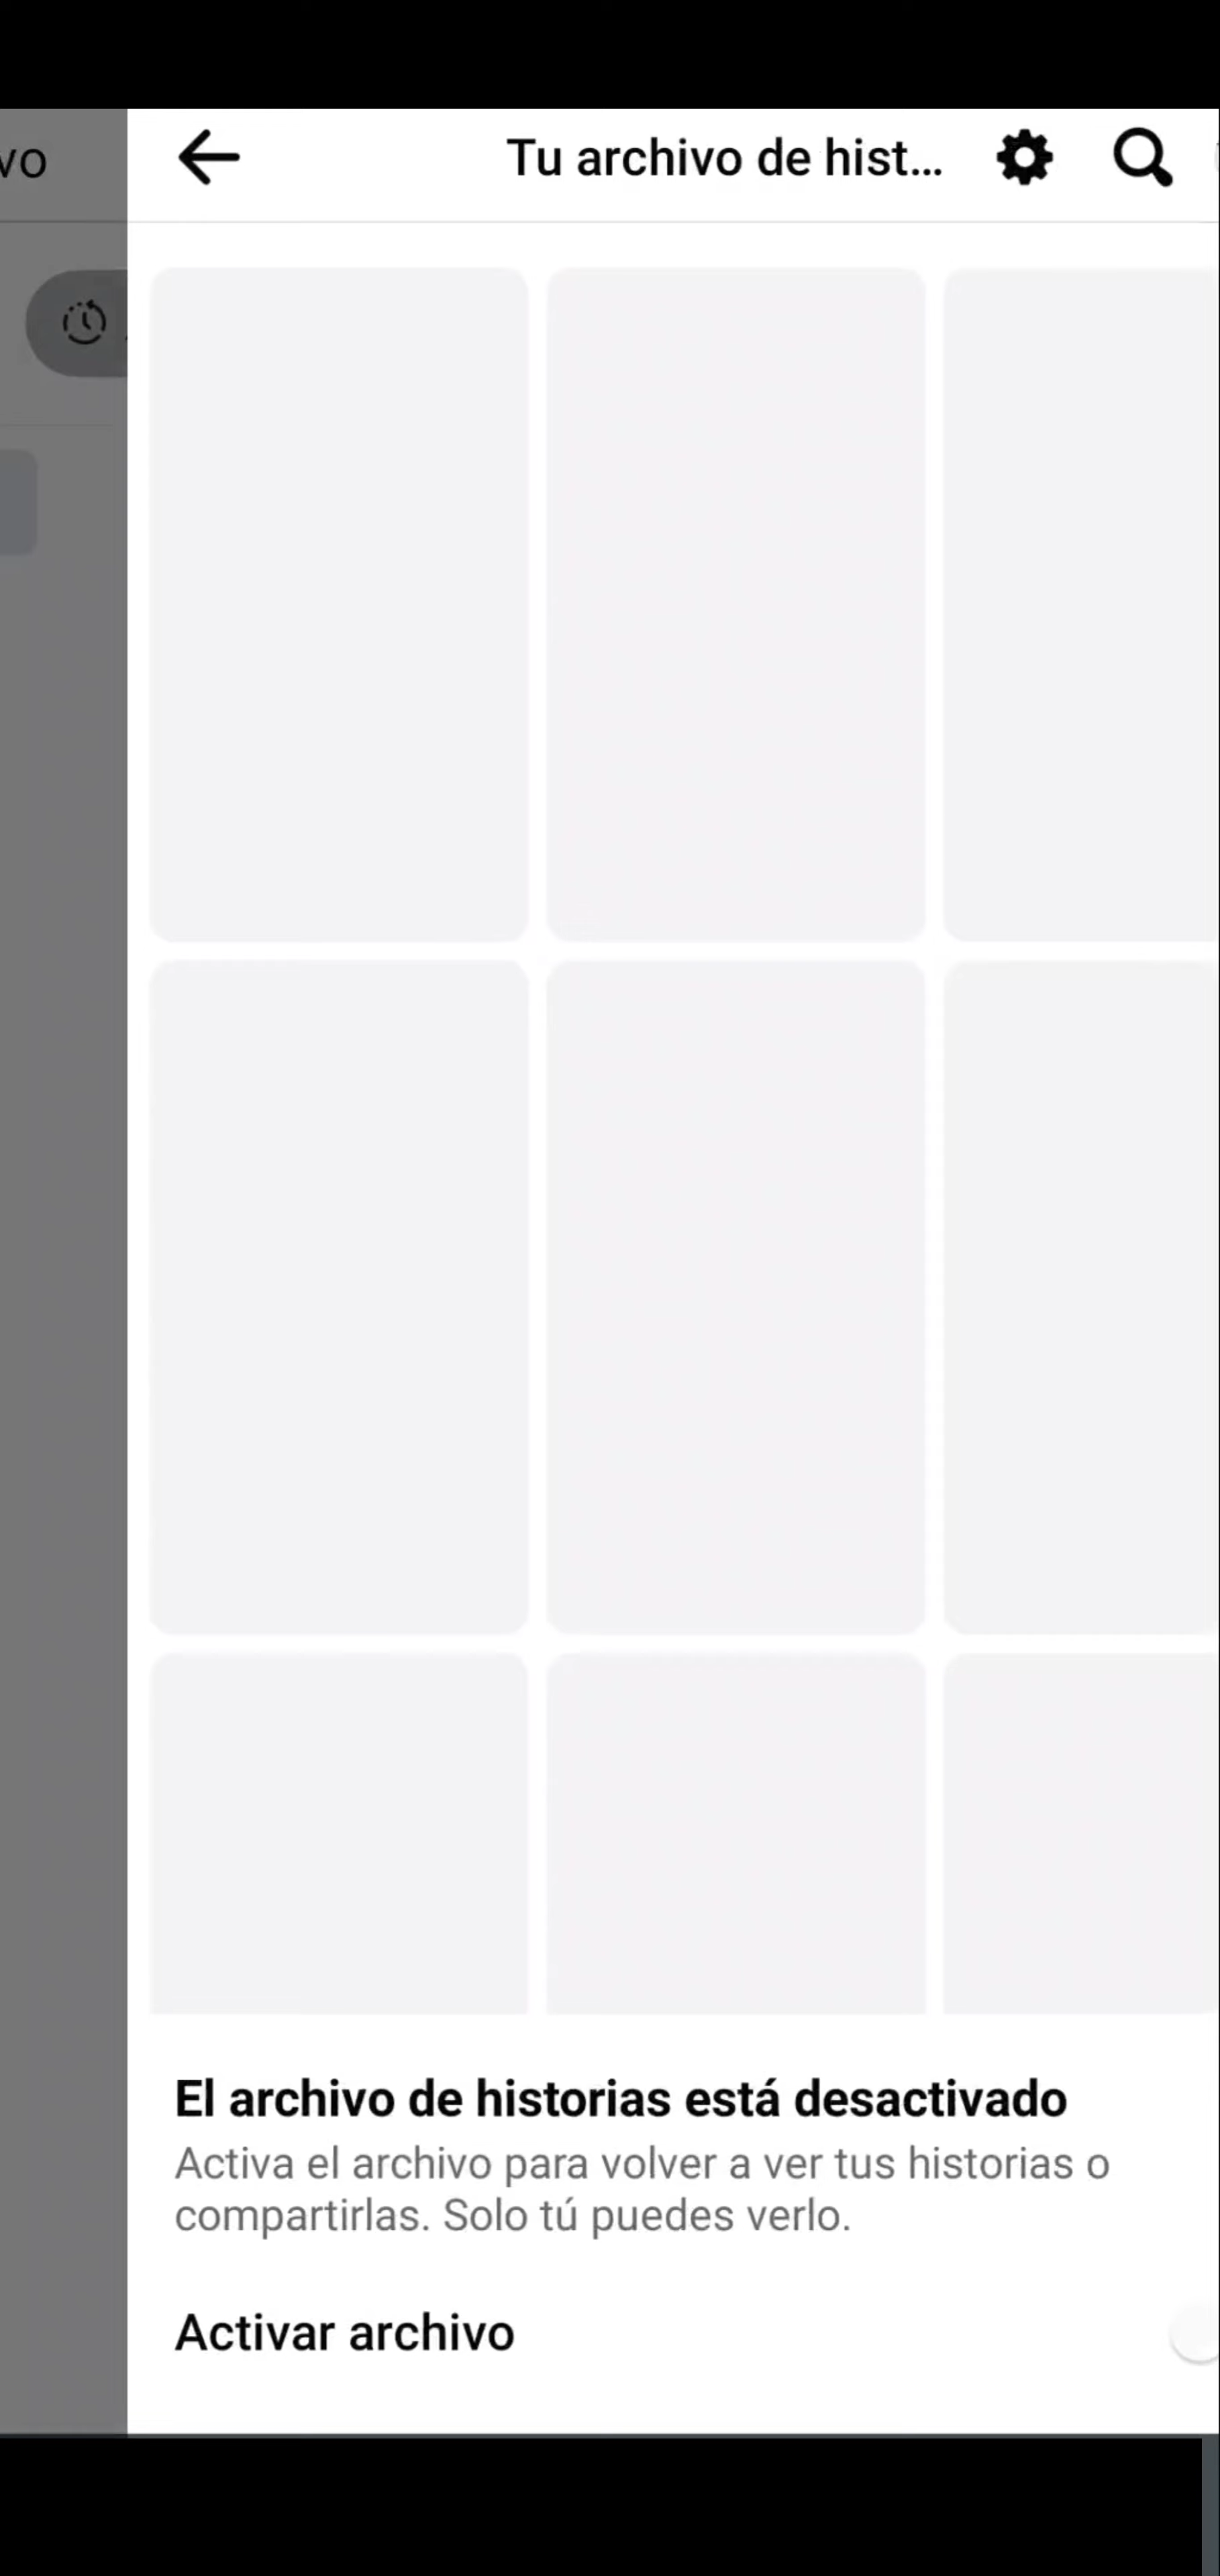 vo
Tu archivo de hist...
El archivo de historias está desactivado
Activa el archivo para volver a ver tus historias o
compartirlas. Solo tú puedes verlo.
Activar archivo